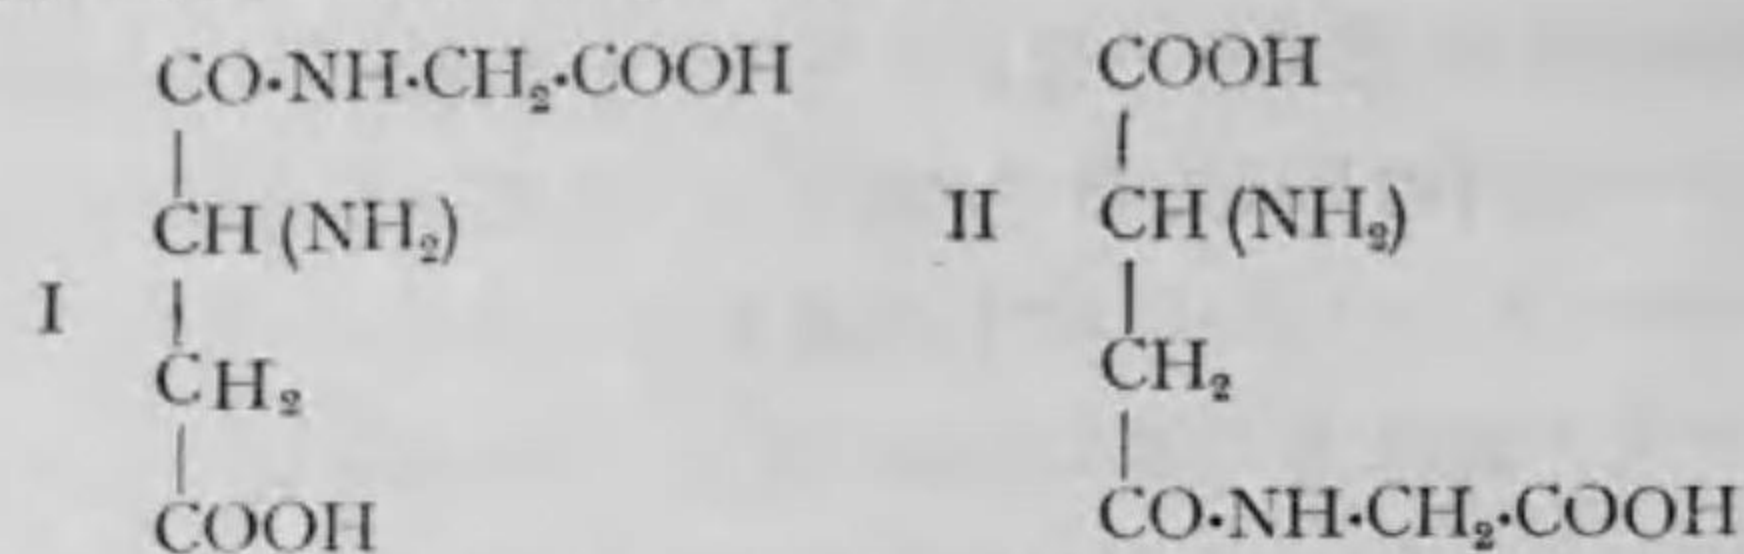 CO·NH·CH₂·COOH
CH (NH₂)
I
CH₂
COOH
COOH
II CH (NH₂)
CH₂
CO·NH·CH₂·COOH